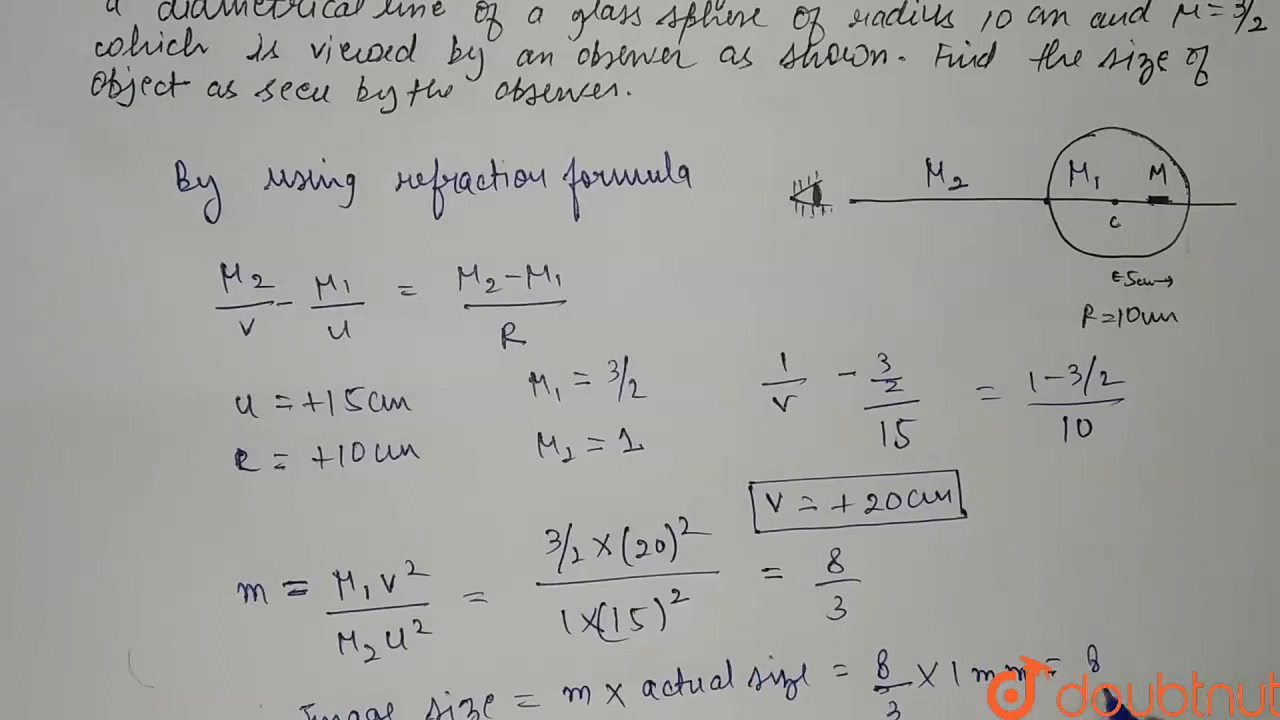 a diametrical line of a glass sphere of radius 10 cm and μ=3/2
which is viewed by an observer as shown. Find the size of
object as seen by the observer.
By using refraction formula
μ2 μ1 M
C
5cm→
R=10cm
μ2/v - μ1/u = μ2-μ1/R
u = +15cm μ1 = 3/2
R = +10cm μ2 = 1
1/v - 3/2/15 = 1-3/2/10
v = +20cm
m = μ1v²/μ2u² = 3/2×(20)²/1×(15)² = 8/3
Image size = m × actual size = 8/3 × 1 mm = 8
doubtnut